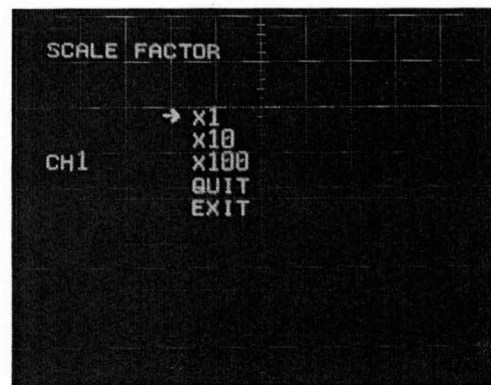 SCALE FACTOR
→ x1
x10
CH1 x100
QUIT
EXIT